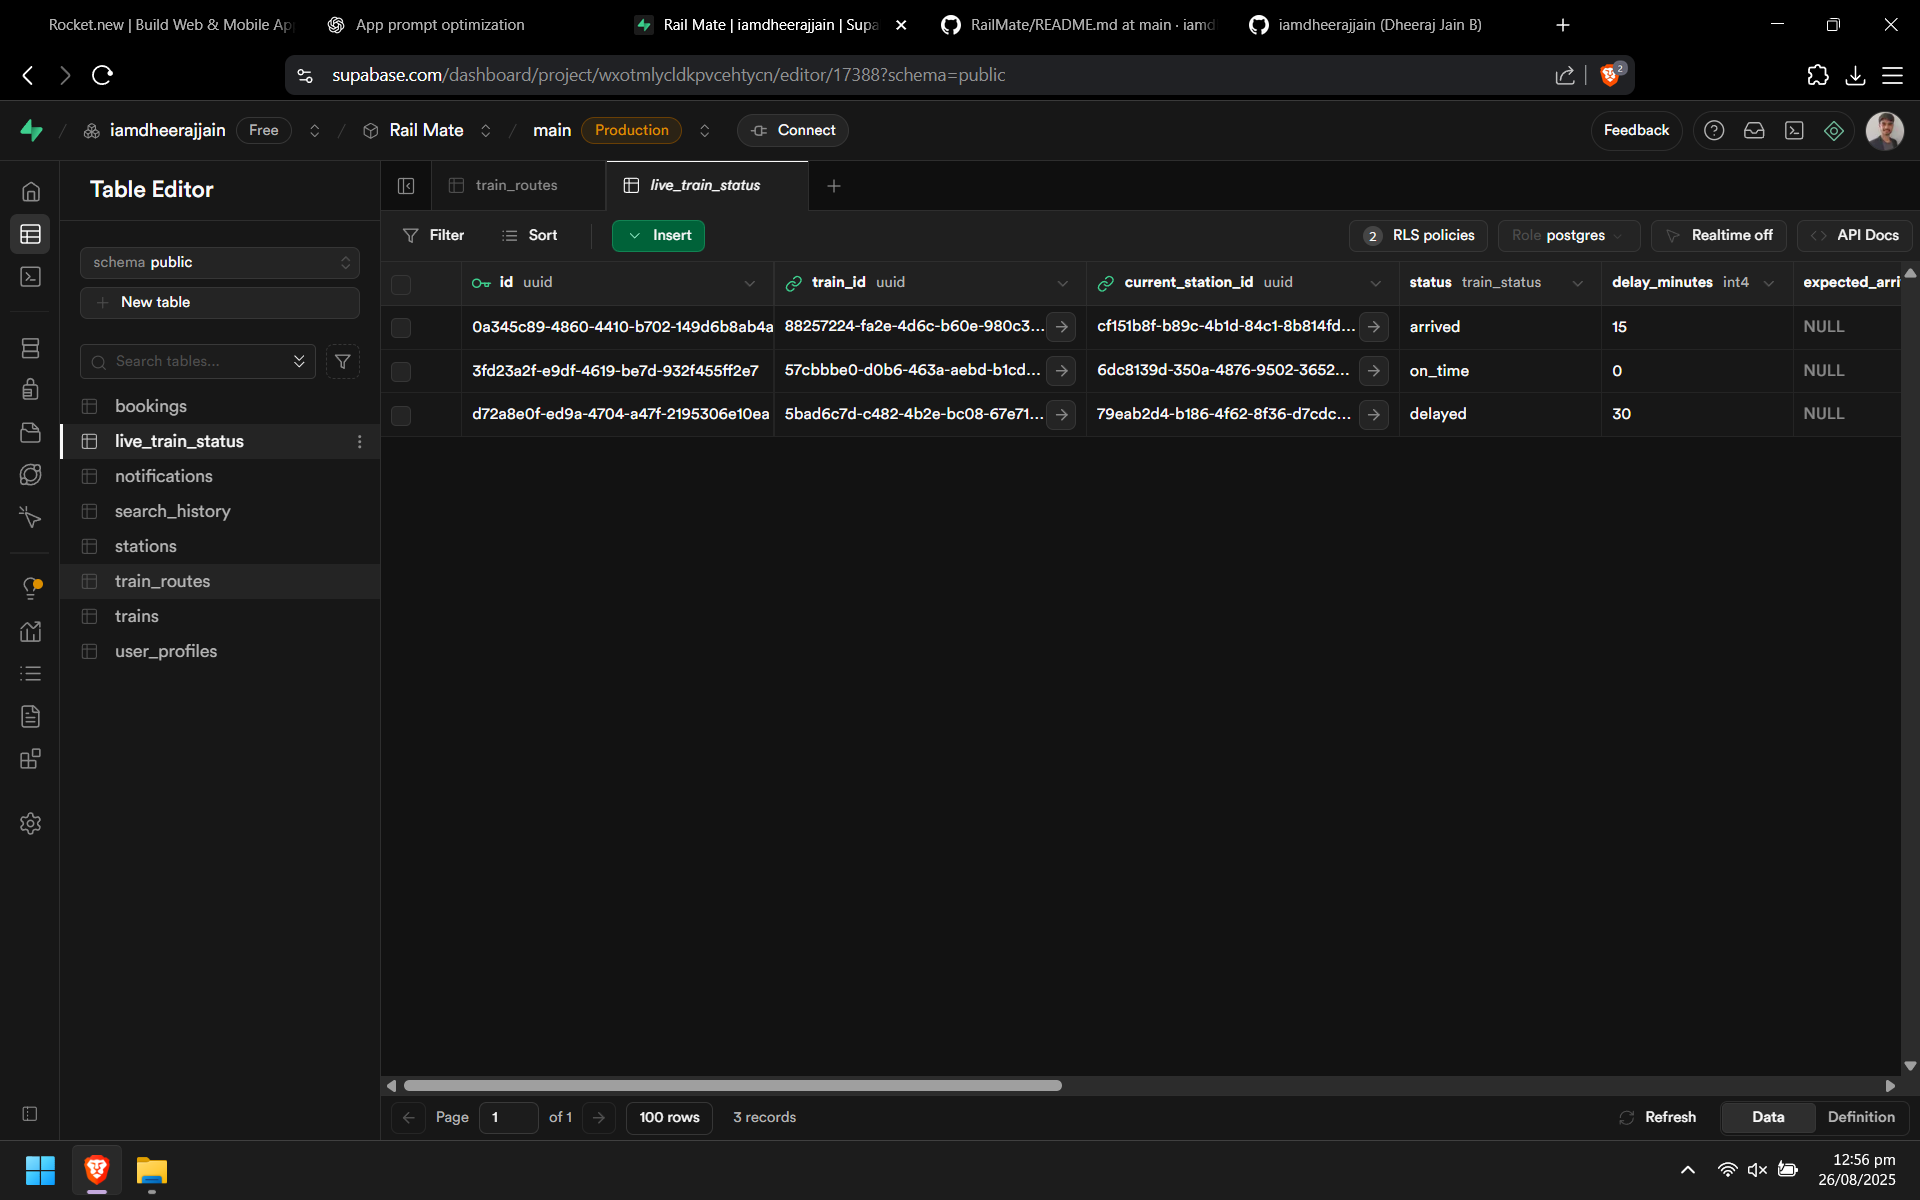 Rocket.new | Build Web & Mobile Ap
App prompt optimization
Rail Mate | iamdheerajjain | Supa
RailMate/README.md at main · iamd
iamdheerajjain (Dheeraj Jain B)
supabase.com/dashboard/project/wxotmlycldkpvcehtycn/editor/17388?schema=public
2
iamdheerajjain Free
Rail Mate
main Production
Connect
Feedback
Table Editor
train_routes
live_train_status
Filter
Sort
Insert
2 RLS policies
Role postgres
Realtime off
API Docs
schema public
New table
Search tables...
bookings
live_train_status
notifications
search_history
stations
train_routes
trains
user_profiles
id uuid
train_id uuid
current_station_id uuid
status train_status
delay_minutes int4
expected_arri
0a345c89-4860-4410-b702-149d6b8ab4a 88257224-fa2e-4d6c-b60e-980c3... cf151b8f-b89c-4b1d-84c1-8b814fd... arrived 15 NULL
3fd23a2f-e9df-4619-be7d-932f455ff2e7 57cbbbe0-d0b6-463a-aebd-b1cd... 6dc8139d-350a-4876-9502-3652... on_time 0 NULL
d72a8e0f-ed9a-4704-a47f-2195306e10ea 5bad6c7d-c482-4b2e-bc08-67e71... 79eab2d4-b186-4f62-8f36-d7cdc... delayed 30 NULL
Page 1 of 1
100 rows
3 records
Refresh
Data
Definition
12:56 pm
26/08/2025